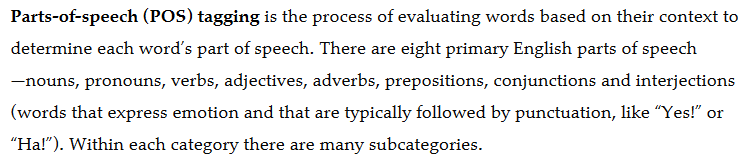 Parts-of-speech (POS) tagging is the process of evaluating words based on their context to
determine each word’s part of speech. There are eight primary English parts of speech
—nouns, pronouns, verbs, adjectives, adverbs, prepositions, conjunctions and interjections
(words that express emotion and that are typically followed by punctuation, like “Yes!” or
“Ha!”). Within each category there are many subcategories.